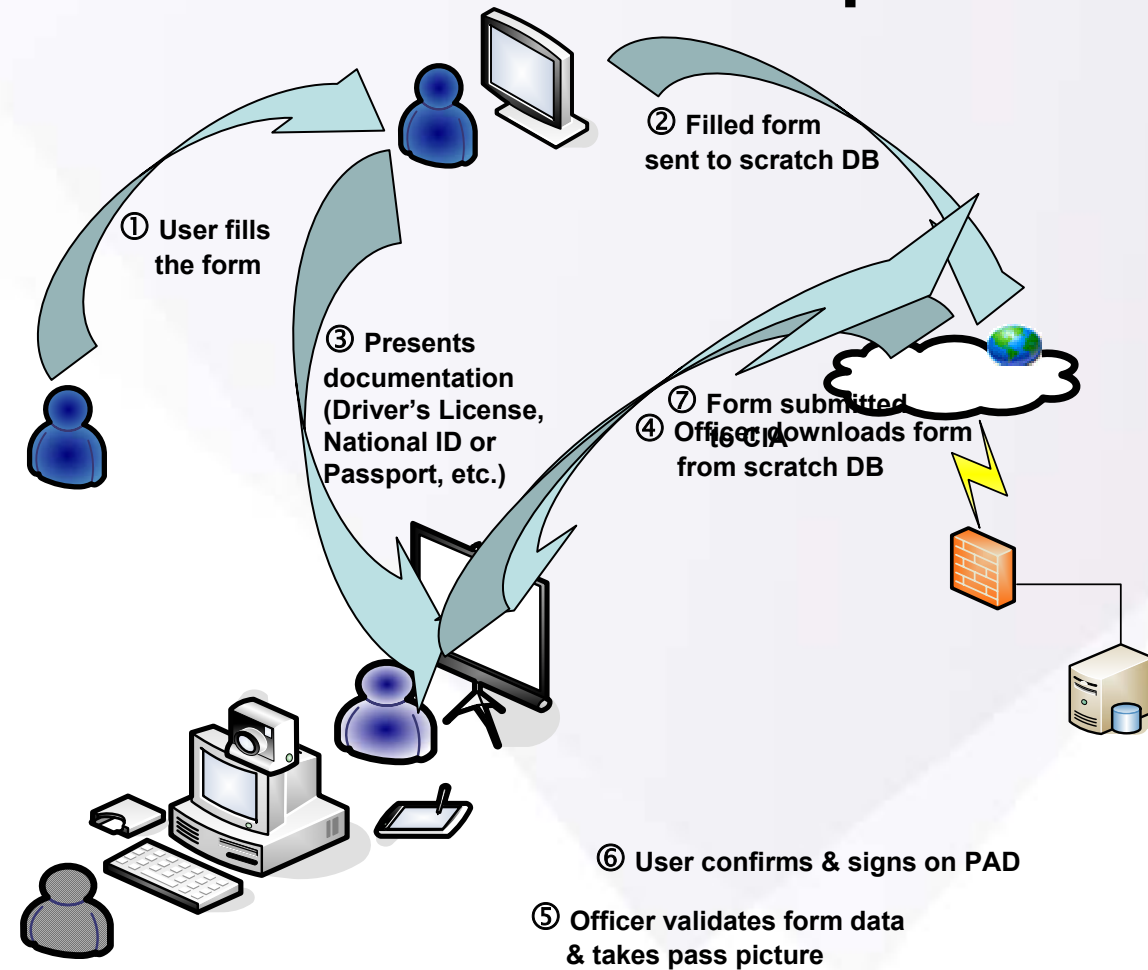 ① User fills
the form
② Filled form
sent to scratch DB
③ Presents
documentation
(Driver's License,
National ID or
Passport, etc.)
⑦ Form submitted
to CIA
④ Officer downloads form
from scratch DB
⑥ User confirms & signs on PAD
⑤ Officer validates form data
& takes pass picture